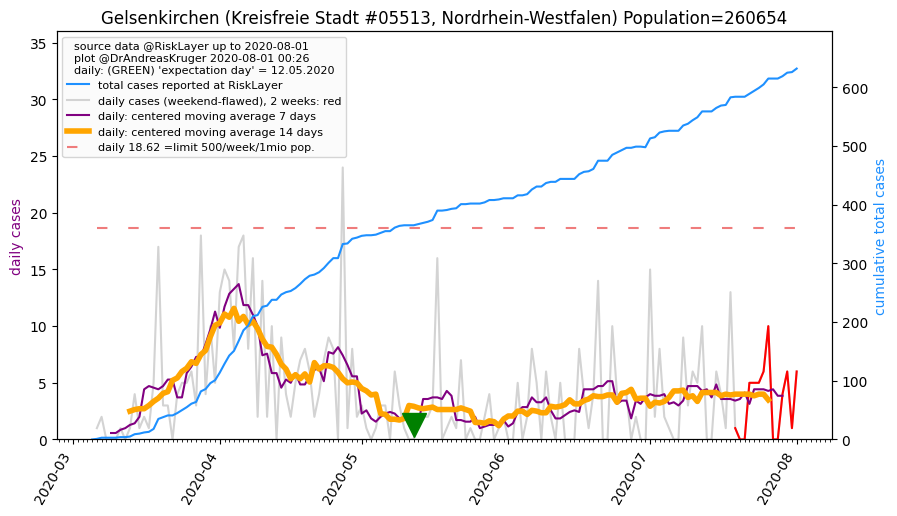 Gelsenkirchen (Kreisfreie Stadt #05513, Nordrhein-Westfalen) Population=260654
source data @RiskLayer up to 2020-08-01
plot @DrAndreasKruger 2020-08-01 00:26
daily: (GREEN) 'expectation day' = 12.05.2020
total cases reported at RiskLayer
daily cases (weekend-flawed), 2 weeks: red
daily: centered moving average 7 days
daily: centered moving average 14 days
daily 18.62 =limit 500/week/1mio pop.
daily cases
35
30
25
20
15
10
5
0
cumulative total cases
600
500
400
300
200
100
0
2020-03
2020-04
2020-05
2020-06
2020-07
2020-08